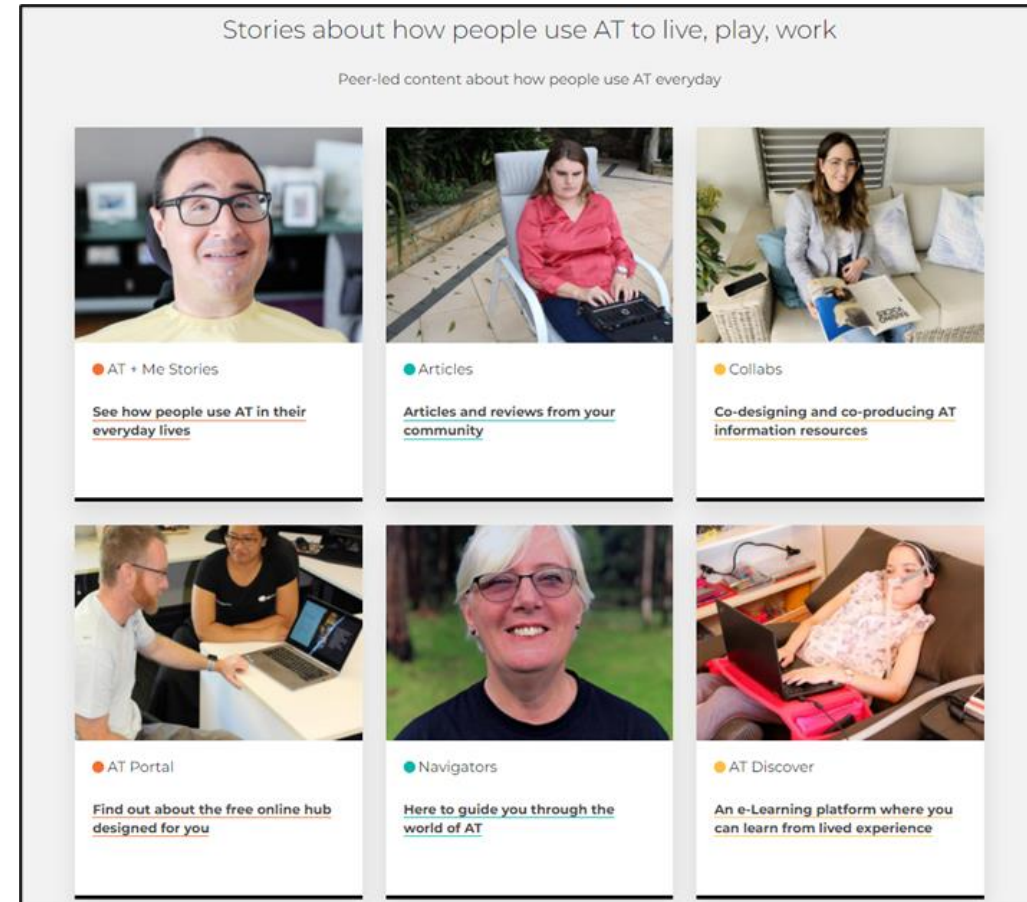 Stories about how people use AT to live, play, work
Peer-led content about how people use AT everyday
AT + Me Stories
See how people use AT in their
everyday lives
Articles
Articles and reviews from your
community
Collabs
Co-designing and co-producing AT
information resources
AT Portal
Find out about the free online hub
designed for you
Navigators
Here to guide you through the
world of AT
AT Discover
An e-Learning platform where you
can learn from lived experience